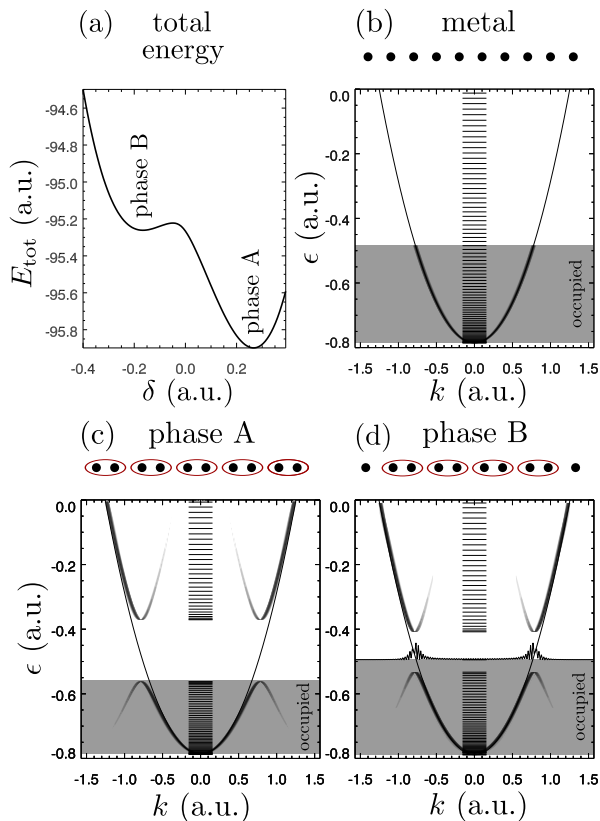 (a) total
energy
-94.6
-94.8
-95.0
-95.2
-95.4
-95.6
-95.8
-0.4 -0.2 0.0 0.2
E_tot (a.u.)
δ (a.u.)
phase B
phase A
(b) metal
0.0
-0.2
-0.4
-0.6
-0.8
-1.5 -1.0 -0.5 0.0 0.5 1.0 1.5
ϵ (a.u.)
k (a.u.)
occupied
(c) phase A
0.0
-0.2
-0.4
-0.6
-0.8
-1.5 -1.0 -0.5 0.0 0.5 1.0 1.5
ϵ (a.u.)
k (a.u.)
occupied
(d) phase B
0.0
-0.2
-0.4
-0.6
-0.8
-1.5 -1.0 -0.5 0.0 0.5 1.0 1.5
k (a.u.)
occupied